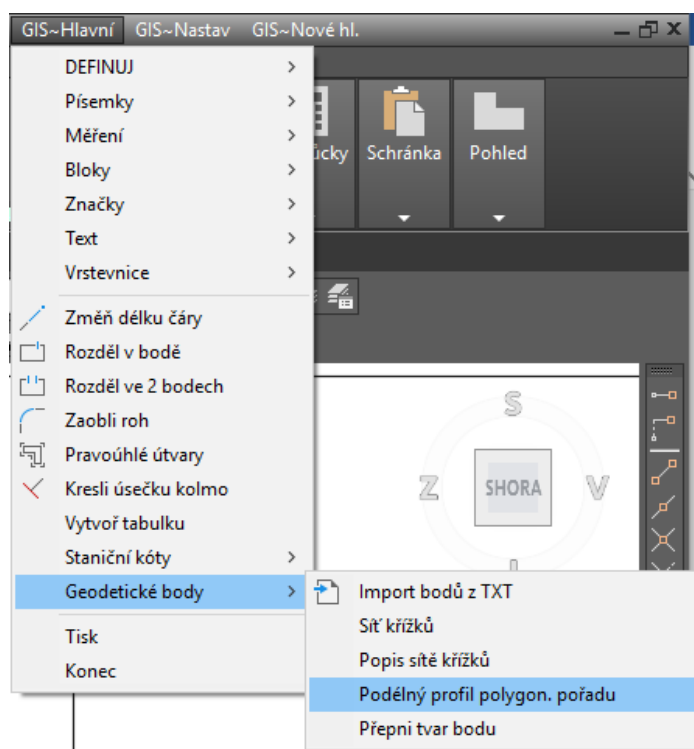 GIS~Hlavní GIS~Nastav GIS~Nové hl.
DEFINUJ
Písemky
Měření
Bloky
Značky
Text
Vrstevnice
Změň délku čáry
Rozděl v bodě
Rozděl ve 2 bodech
Zaobli roh
Pravoúhlé útvary
Kresli úsečku kolmo
Vytvoř tabulku
Staniční kóty
Geodetické body
Tisk
Konec
Schránka
Pohled
S
Z
SHORA
V
Import bodů z TXT
Síť křížků
Popis sítě křížků
Podélný profil polygon. pořadu
Přepni tvar bodu